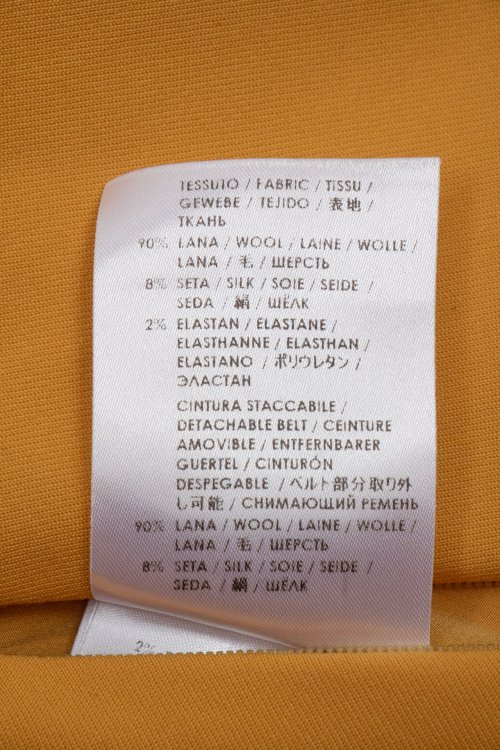 TESSUTO / FABRIC / TISSU /
GEWEBE / TEJIDO / 表地 /
ТКАНЬ
90% LANA / WOOL / LAINE / WOLLE /
LANA / 毛 / ШЕРСТЬ
8% SETA / SILK / SOIE / SEIDE /
SEDA / 絹 / ШЁЛК
2% ELASTAN / ELASTANE /
ELASTHANNE / ELASTHAN /
ELASTANO / ポリウレタン /
ЭЛАСТАН
CINTURA STACCABILE /
DETACHABLE BELT / CEINTURE
AMOVIBLE / ENTFERNBARER
GUERTEL / CINTURÓN
DESPEGABLE / ベルト部分取り外
し可能 / СНИМАЮЩИЙ РЕМЕНЬ
90% LANA / WOOL / LAINE / WOLLE /
LANA / 毛 / ШЕРСТЬ
8% SETA / SILK / SOIE / SEIDE /
SEDA / 絹 / ШЁЛК
2%